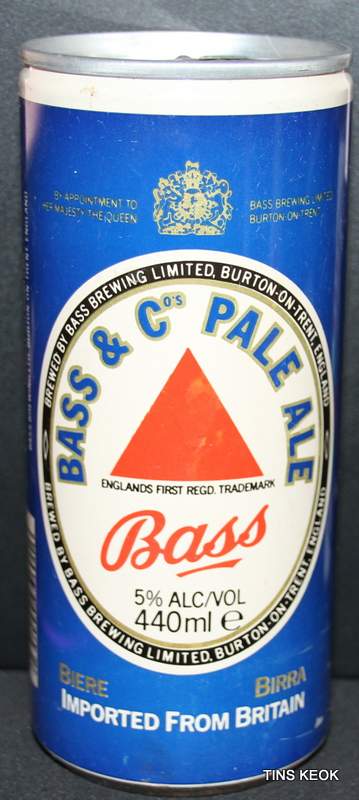 BY APPOINTMENT TO
HER MAJESTY THE QUEEN
BASS BREWING LIMITED
BURTON-ON-TRENT
BREWED BY BASS BREWING LIMITED, BURTON-ON-TRENT, ENGLAND
BASS & Co's PALE ALE
ENGLANDS FIRST REGD. TRADEMARK
Bass
5% ALC/VOL
440ml e
BREWED BY BASS BREWING LIMITED, BURTON-ON-TRENT ENGLAND
BIERE
BIRRA
IMPORTED FROM BRITAIN
TINS KEOK